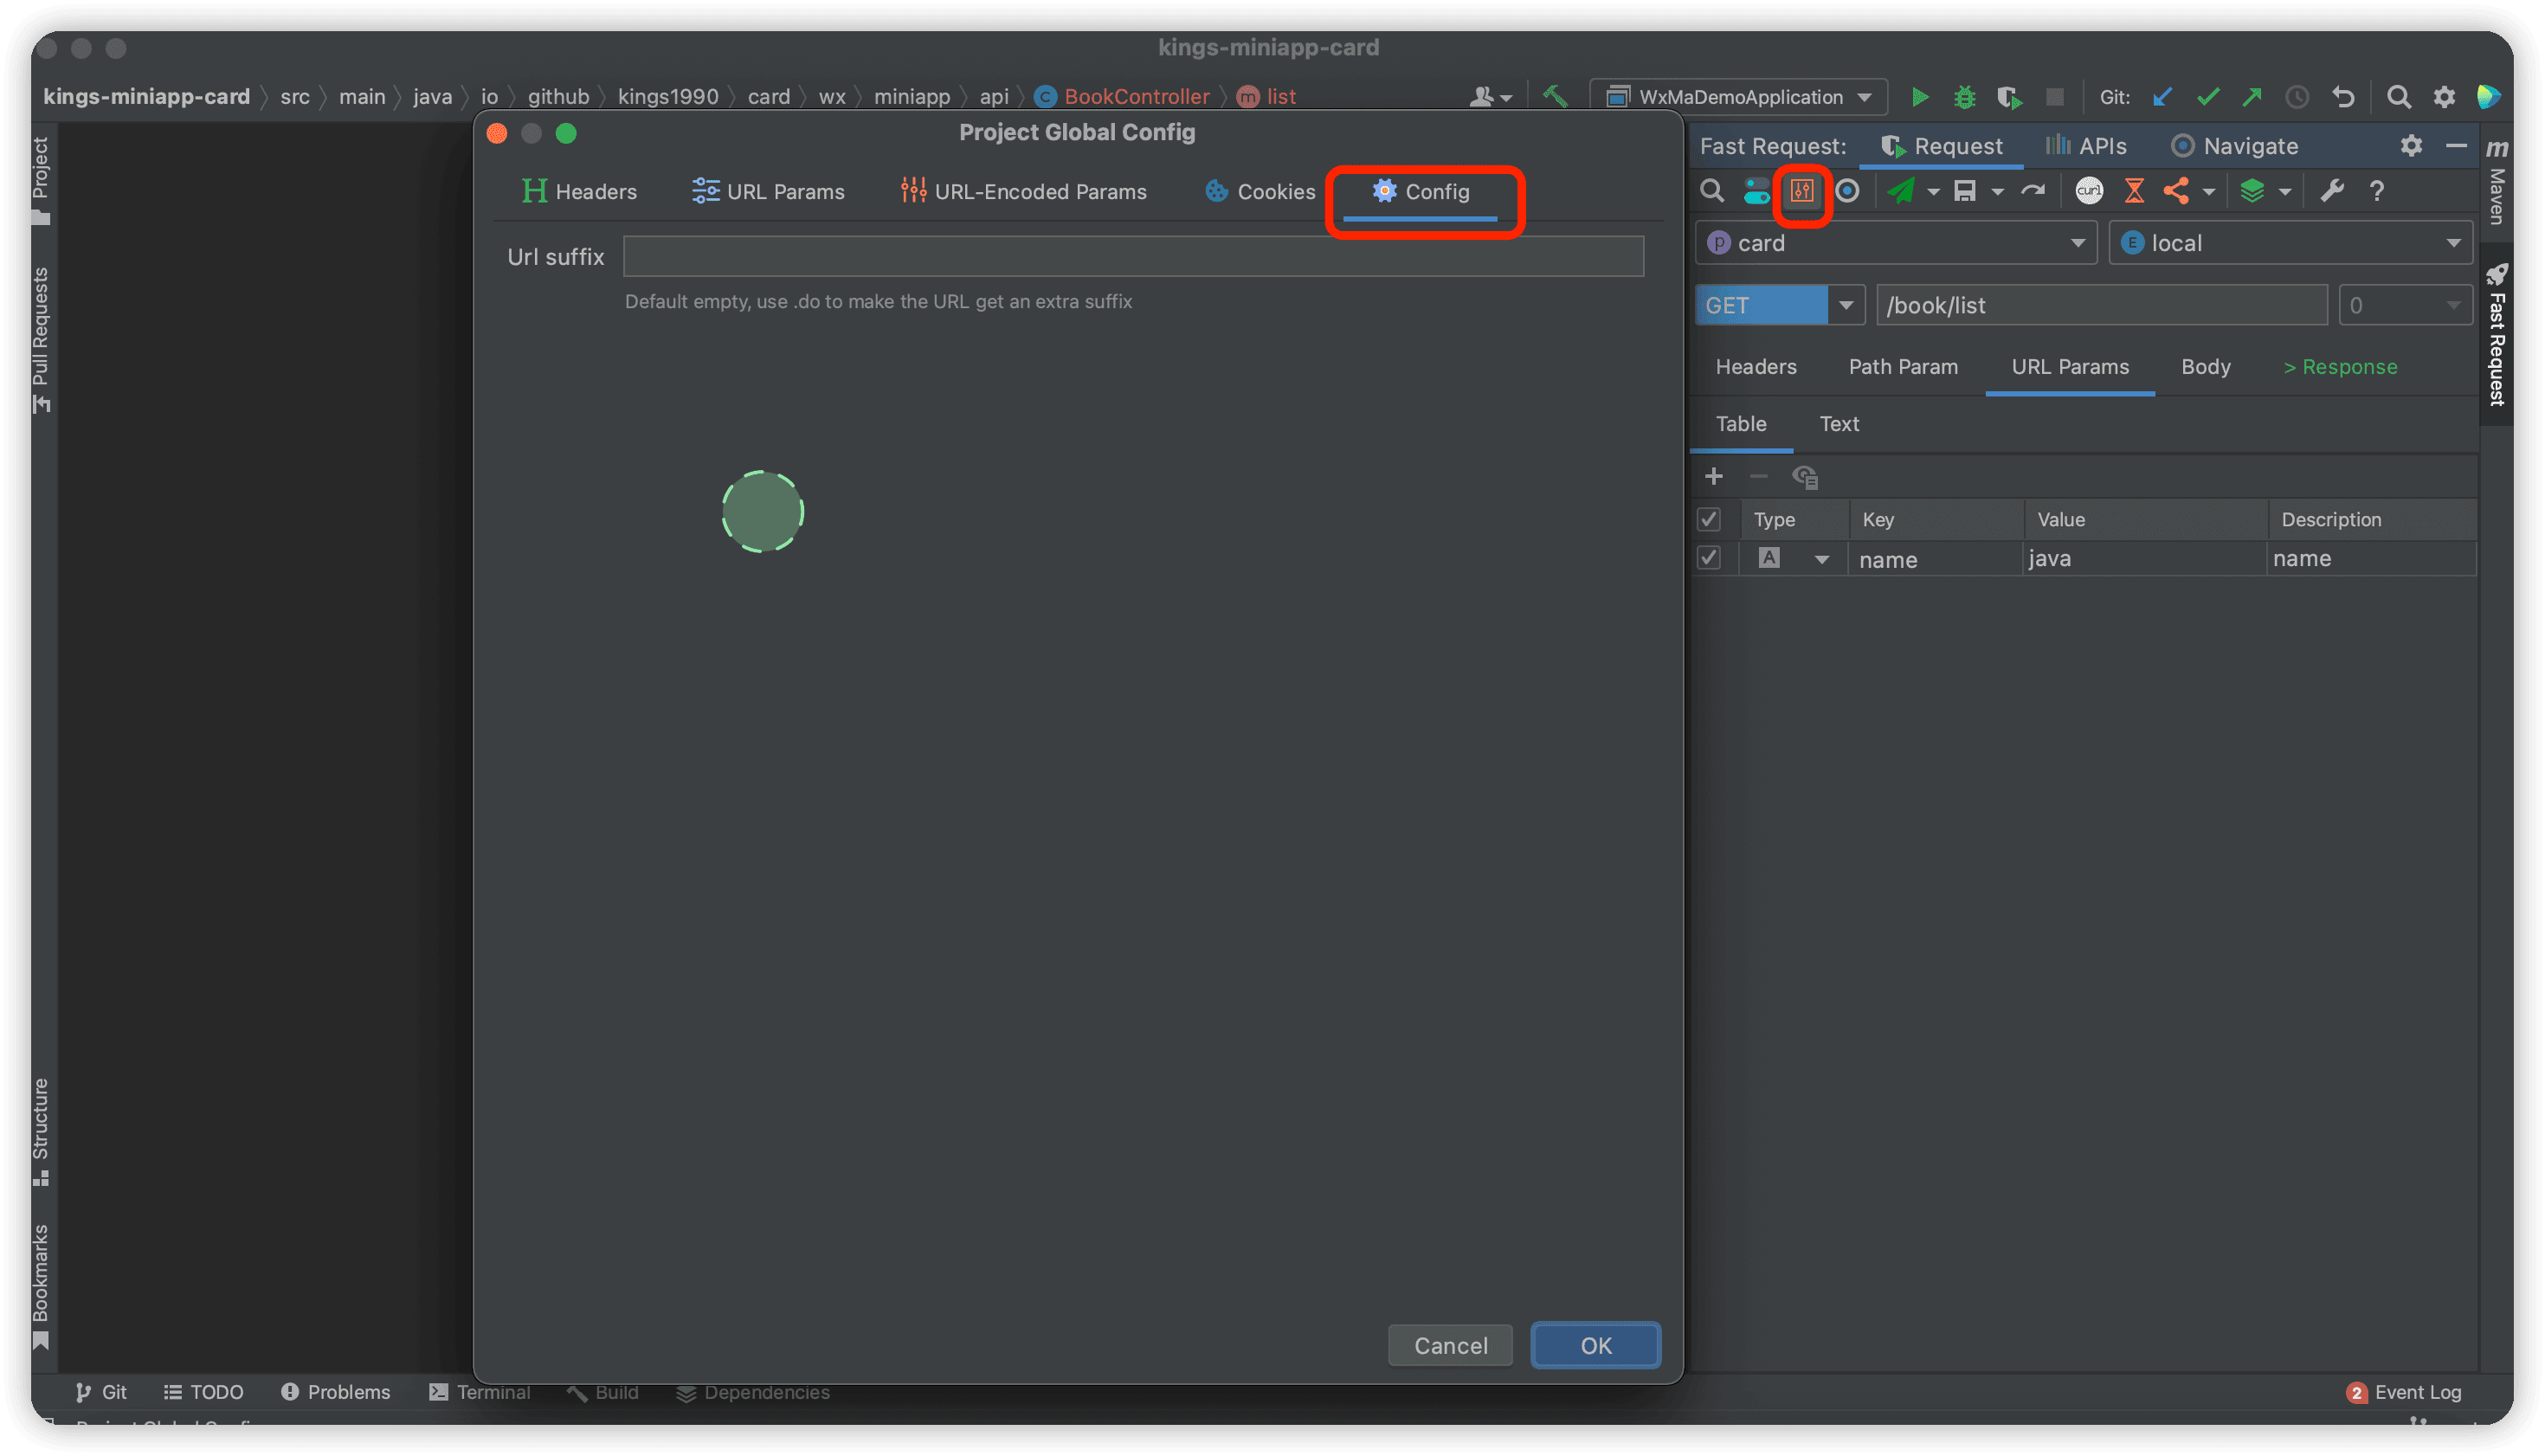 kings-miniapp-card
kings-miniapp-card src main java io github kings1990 card wx miniapp api C BookController m list WxMaDemoApplication Git:
Project
Pull Requests
Structure
Bookmarks
Project Global Config
H Headers URL Params URL-Encoded Params Cookies Config
Url suffix
Default empty, use .do to make the URL get an extra suffix
Cancel OK
Fast Request: Request APIs Navigate
curl ?
p card E local
GET /book/list 0
Headers Path Param URL Params Body > Response
Table Text
Type Key Value Description
A name java name
m Maven
Fast Request
Git TODO Problems Terminal Build Dependencies 2 Event Log
Project Global Config